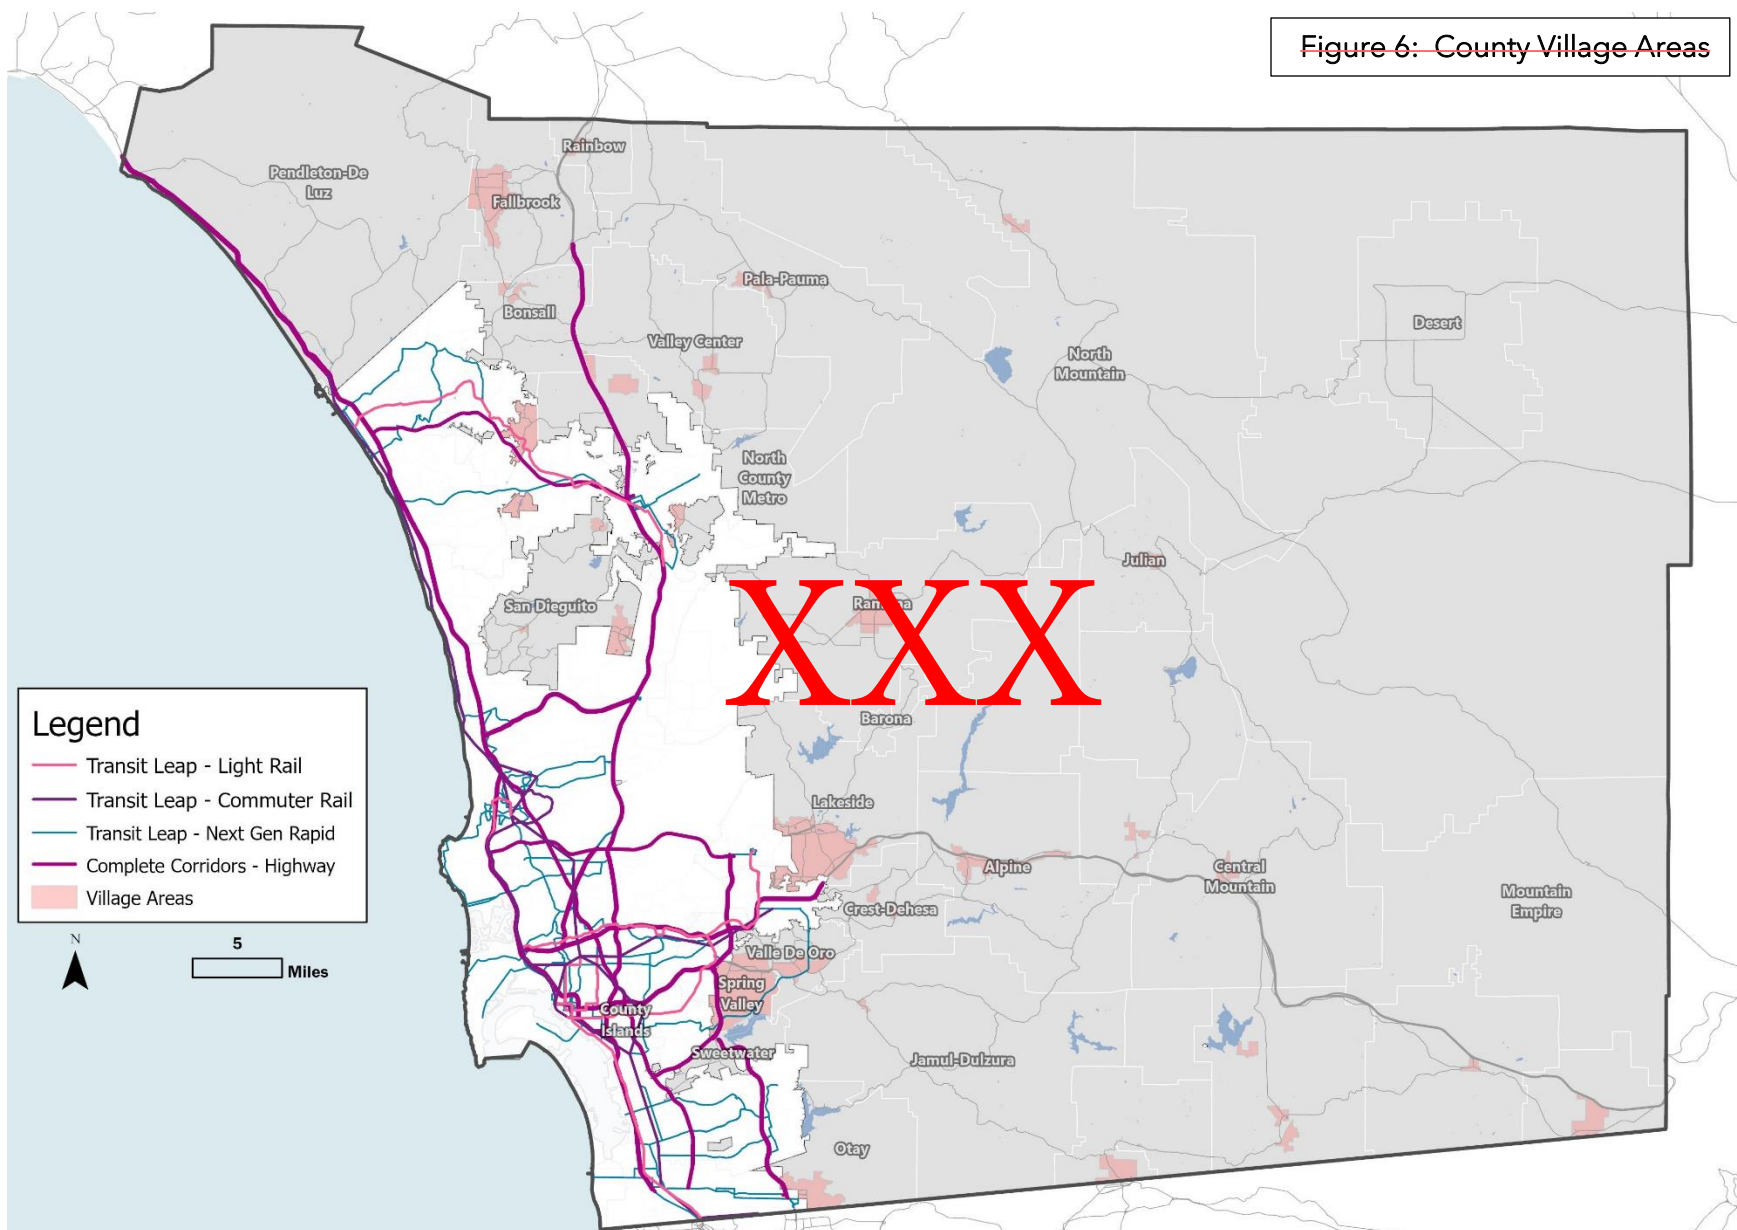 Figure 6: County Village Areas
Rainbow
Pendleton-De
Luz
Fallbrook
Pala-Pauma
Bonsall
Desert
Valley Center
North
Mountain
North
County
Metro
Julian
XXX
Ramona
San Dieguito
Barona
Legend
Transit Leap - Light Rail
Transit Leap - Commuter Rail
Transit Leap - Next Gen Rapid
Complete Corridors - Highway
Village Areas
Lakeside
Alpine
Central
Mountain
Mountain
Empire
Crest-Dehesa
N
5
Miles
Valle De Oro
Spring
Valley
County
Islands
Sweetwater
Jamul-Dulzura
Otay